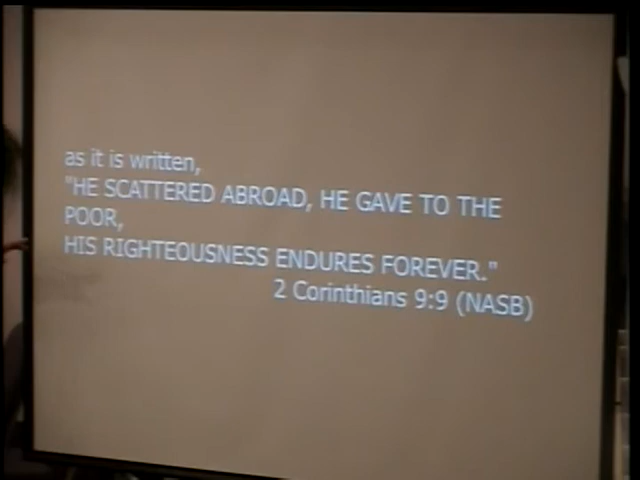 as it is written,
"HE SCATTERED ABROAD, HE GAVE TO THE
POOR,
HIS RIGHTEOUSNESS ENDURES FOREVER."
2 Corinthians 9:9 (NASB)